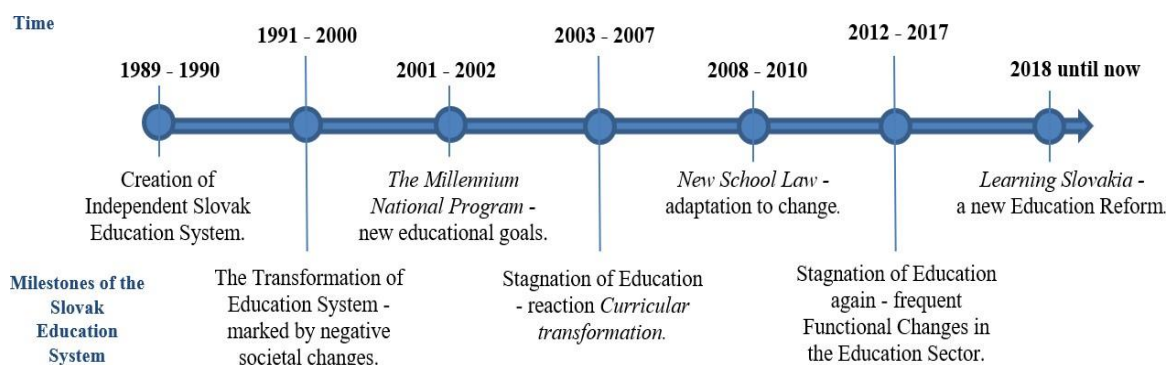 Time
1989 - 1990
1991 - 2000
2001 - 2002
2003 - 2007
2008 - 2010
2012 - 2017
2018 until now
Creation of
Independent Slovak
Education System.
The Millennium
National Program -
new educational goals.
New School Law -
adaptation to change.
Learning Slovakia -
a new Education Reform.
Milestones of the
Slovak
Education
System
The Transformation of
Education System -
marked by negative
societal changes.
Stagnation of Education
- reaction Curricular
transformation.
Stagnation of Education
again - frequent
Functional Changes in
the Education Sector.